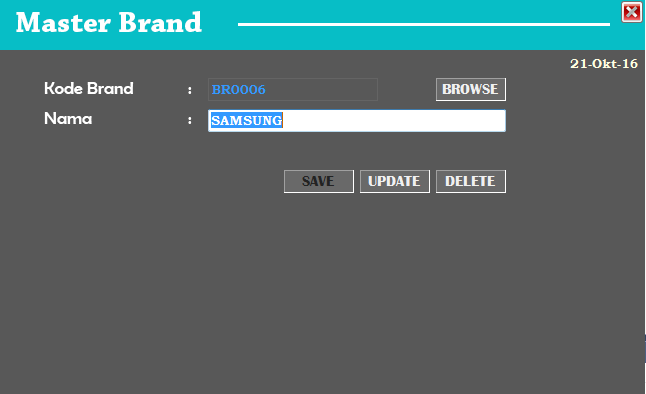 Master Brand
21-Okt-16
Kode Brand : BR0006 BROWSE
Nama : SAMSUNG
SAVE UPDATE DELETE